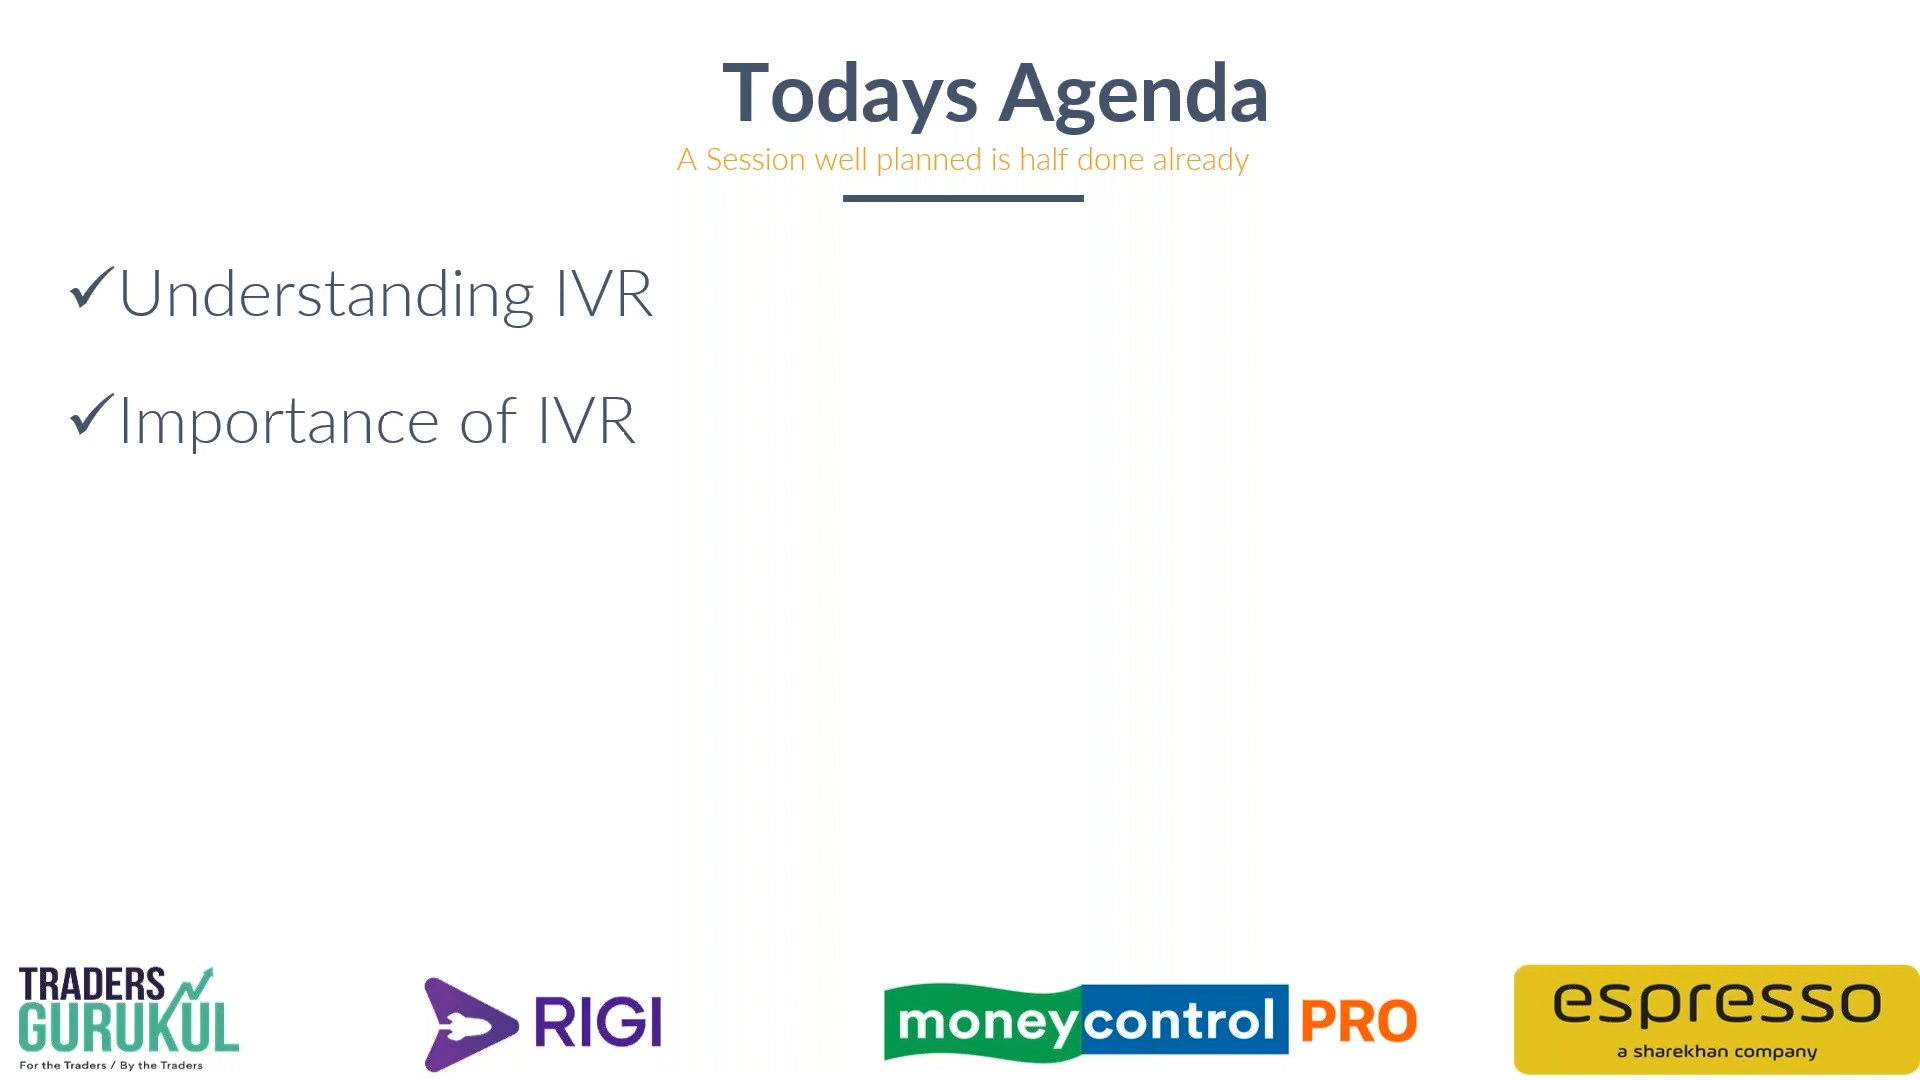 Todays Agenda
A Session well planned is half done already
✓Understanding IVR
✓Importance of IVR
TRADERS
GURUKUL
For the Traders / By the Traders
RIGI
moneycontrol PRO
espresso
a sharekhan company